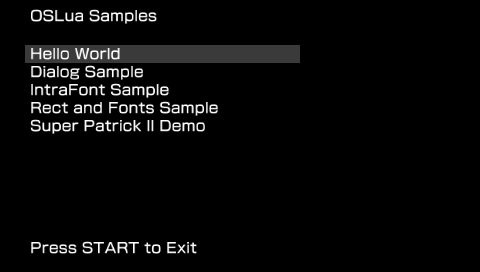 OSLua Samples
Hello World
Dialog Sample
IntraFont Sample
Rect and Fonts Sample
Super Patrick II Demo
Press START to Exit